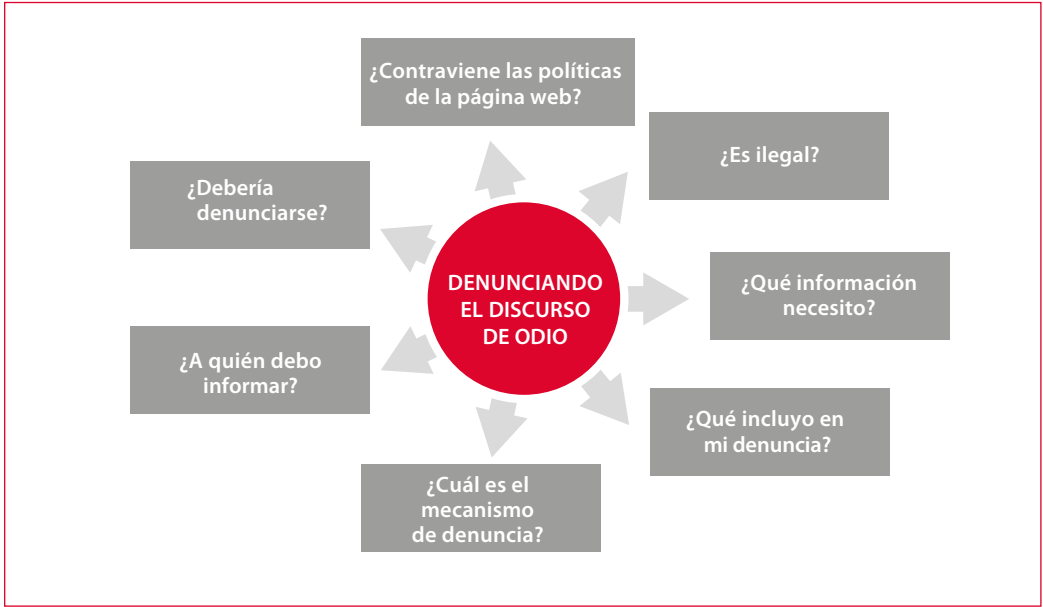 ¿Contraviene las políticas
de la página web?
¿Es ilegal?
¿Debería
denunciarse?
DENUNCIANDO
EL DISCURSO
DE ODIO
¿Qué información
necesito?
¿A quién debo
informar?
¿Qué incluyo en
mi denuncia?
¿Cuál es el
mecanismo
de denuncia?